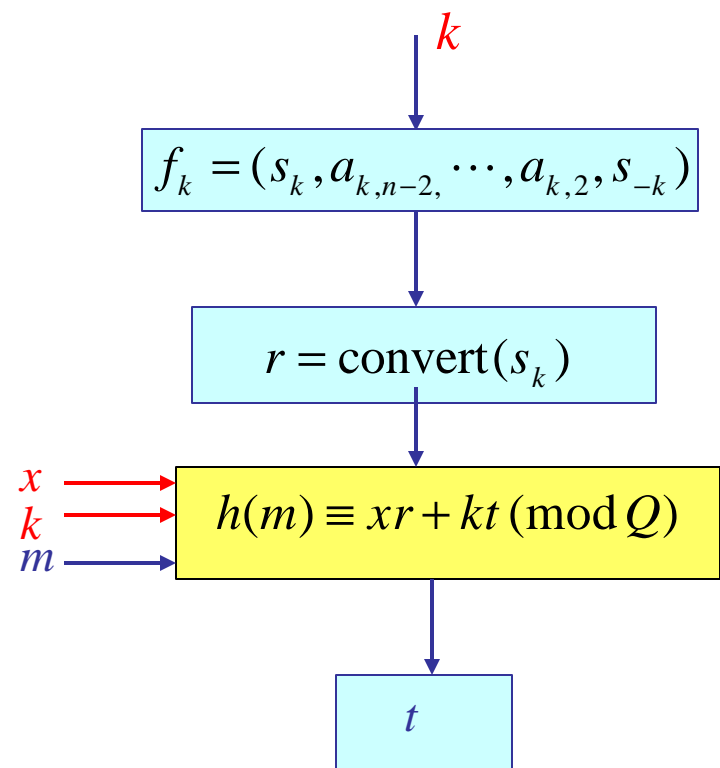 k
f_k = (s_k, a_{k,n-2,} ⋯, a_{k,2}, s_{-k})
r = convert(s_k)
x
k
m
h(m) ≡ xr + kt (mod Q)
t